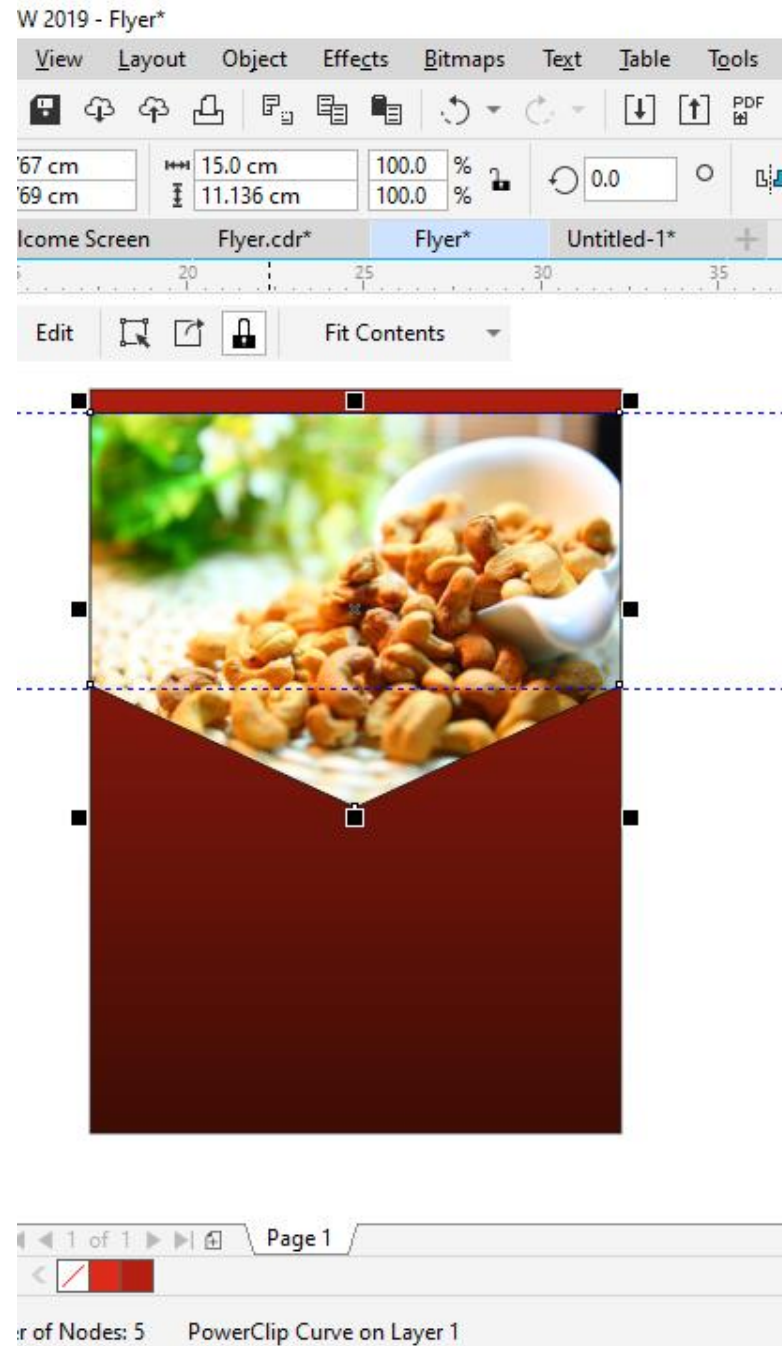 W 2019 - Flyer*
View Layout Object Effects Bitmaps Text Table Tools
PDF
767 cm 15.0 cm 100.0 % 0.0
769 cm 11.136 cm 100.0 %
lcome Screen Flyer.cdr* Flyer* Untitled-1*
20 25 30 35
Edit Fit Contents
1 of 1 Page 1
r of Nodes: 5 PowerClip Curve on Layer 1